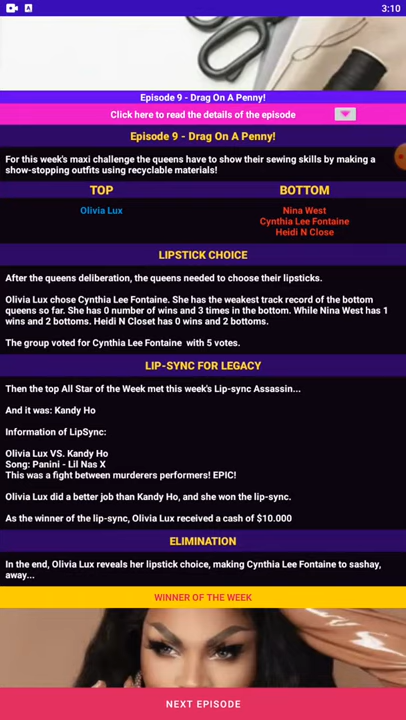 3:10
Episode 9 - Drag On A Penny!
Click here to read the details of the episode
Episode 9 - Drag On A Penny!
For this week's maxi challenge the queens have to show their sewing skills by making a
show-stopping outfits using recyclable materials!
TOP
BOTTOM
Olivia Lux
Nina West
Cynthia Lee Fontaine
Heidi N Close
LIPSTICK CHOICE
After the queens deliberation, the queens needed to choose their lipsticks.
Olivia Lux chose Cynthia Lee Fontaine. She has the weakest track record of the bottom
queens so far. She has 0 number of wins and 3 times in the bottom. While Nina West has 1
wins and 2 bottoms. Heidi N Closet has 0 wins and 2 bottoms.
The group voted for Cynthia Lee Fontaine with 5 votes.
LIP-SYNC FOR LEGACY
Then the top All Star of the Week met this week's Lip-sync Assassin...
And it was: Kandy Ho
Information of LipSync:
Olivia Lux VS. Kandy Ho
Song: Panini - Lil Nas X
This was a fight between murderers performers! EPIC!
Olivia Lux did a better job than Kandy Ho, and she won the lip-sync.
As the winner of the lip-sync, Olivia Lux received a cash of $10.000
ELIMINATION
In the end, Olivia Lux reveals her lipstick choice, making Cynthia Lee Fontaine to sashay,
away...
WINNER OF THE WEEK
NEXT EPISODE